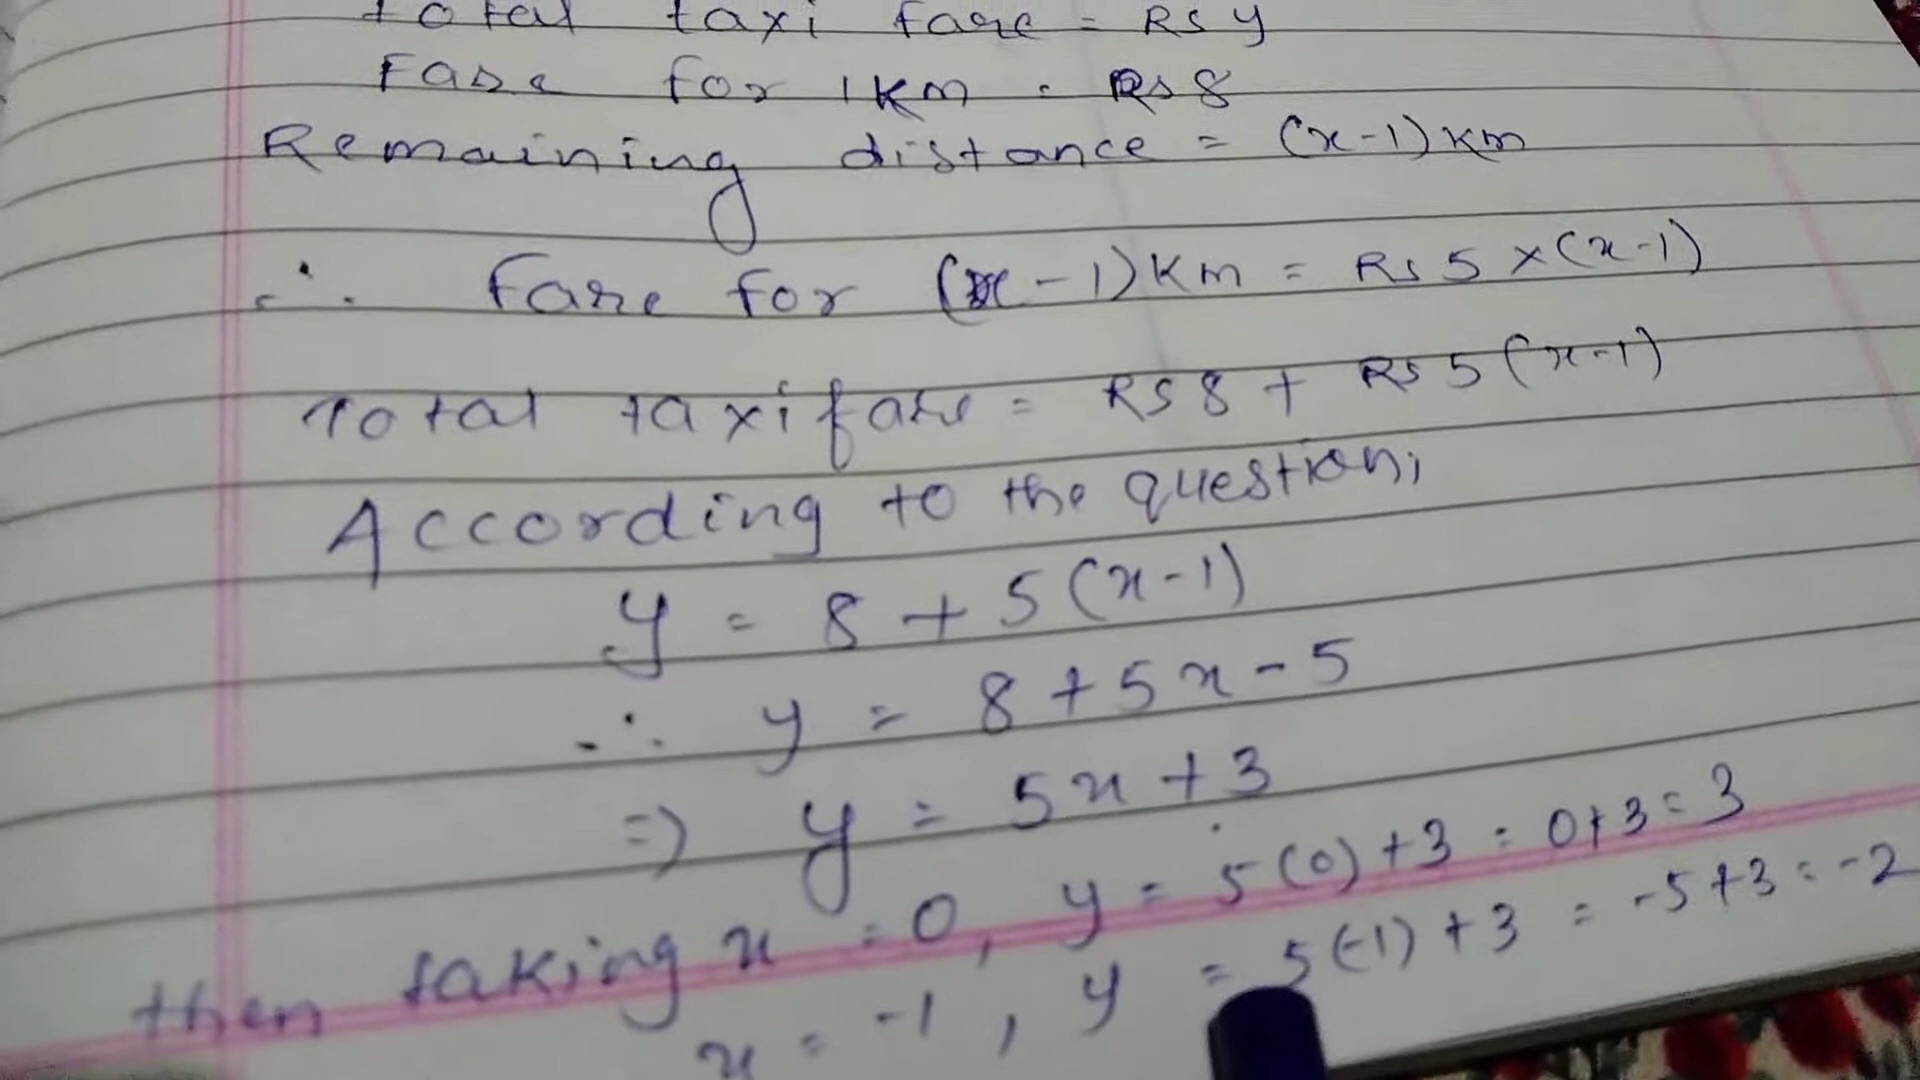 Total taxi fare = Rs y
Fare for 1 Km = Rs 8
Remaining distance = (x-1) Km
∴ Fare for (x-1) Km = Rs 5 × (x-1)
Total taxi fare = Rs 8 + Rs 5 (x-1)
According to the question,
y = 8 + 5 (x-1)
∴ y = 8 + 5x - 5
=> y = 5x + 3
then taking x = 0, y = 5 (0) + 3 = 0+3 = 3
x = -1, y = 5 (-1) + 3 = -5+3 = -2